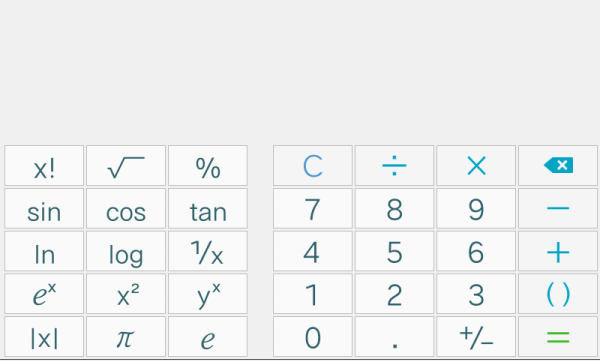 x! √ % C ÷ ×
sin cos tan 7 8 9 −
ln log 1/x 4 5 6 +
eˣ x² yˣ 1 2 3 ( )
|x| π e 0 . +/− =